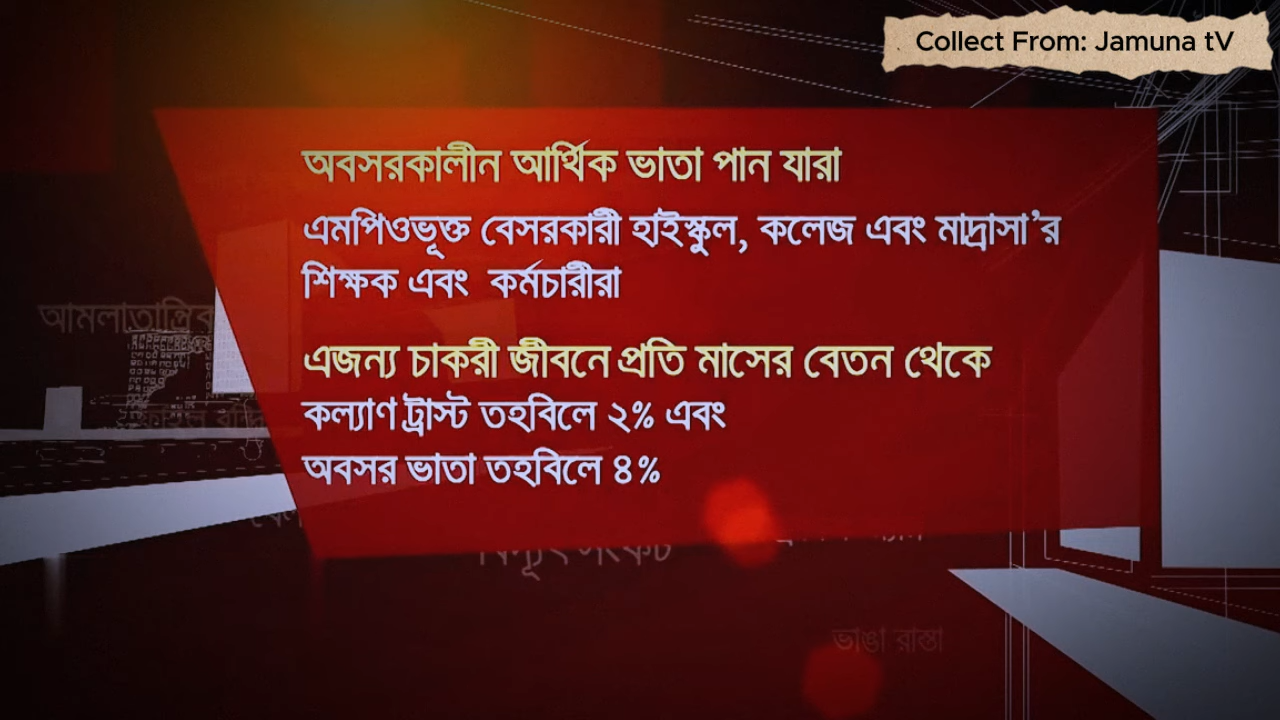 Collect From: Jamuna tV
অবসরকালীন আর্থিক ভাতা পান যারা
এমপিওভূক্ত বেসরকারী হাইস্কুল, কলেজ এবং মাদ্রাসা’র
শিক্ষক এবং কর্মচারীরা
এজন্য চাকরী জীবনে প্রতি মাসের বেতন থেকে
কল্যাণ ট্রাস্ট তহবিলে ২% এবং
অবসর ভাতা তহবিলে ৪%
ভাঙা রাস্তা